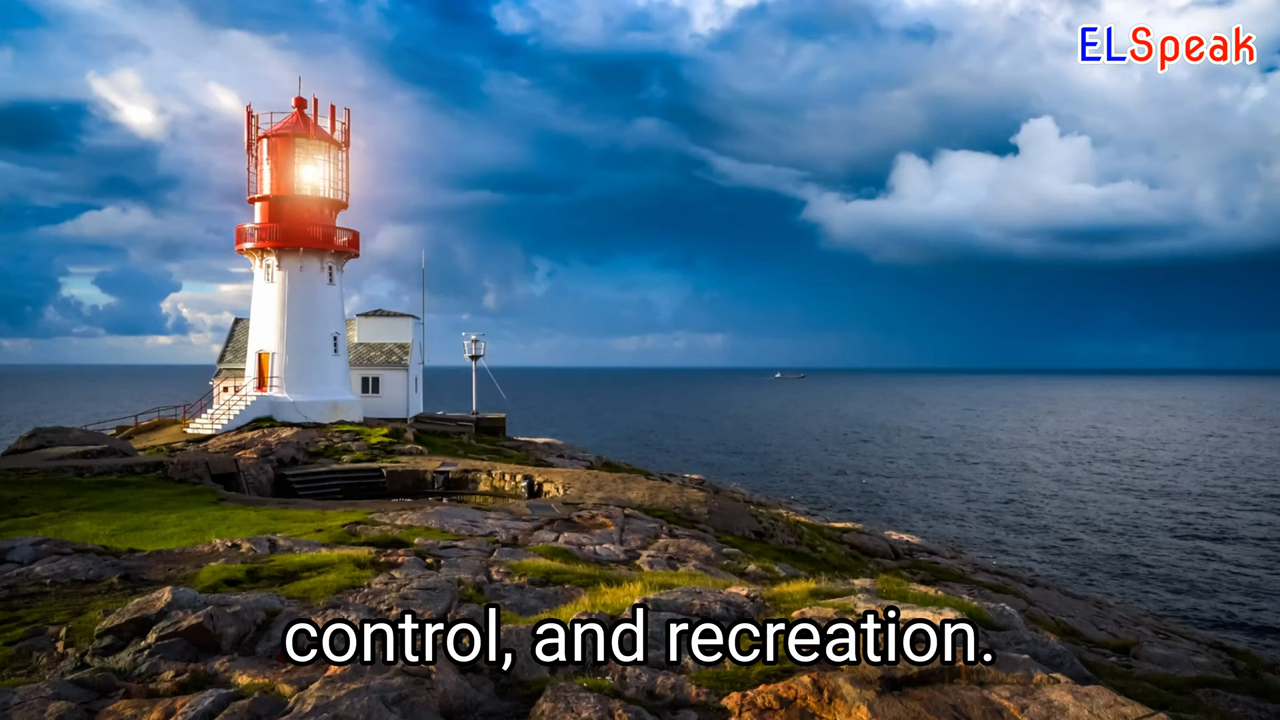 ELSpeak
control, and recreation.